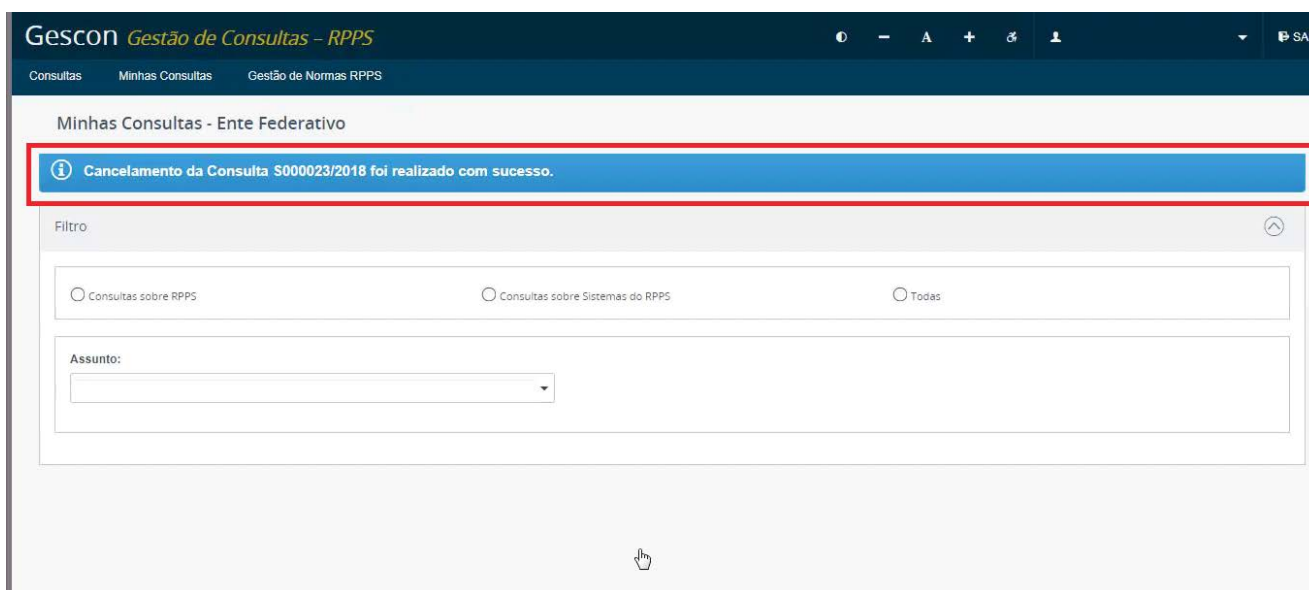 Gescon Gestão de Consultas – RPPS A SA
Consultas Minhas Consultas Gestão de Normas RPPS
Minhas Consultas - Ente Federativo
Cancelamento da Consulta S000023/2018 foi realizado com sucesso.
Filtro
Consultas sobre RPPS Consultas sobre Sistemas do RPPS Todas
Assunto: